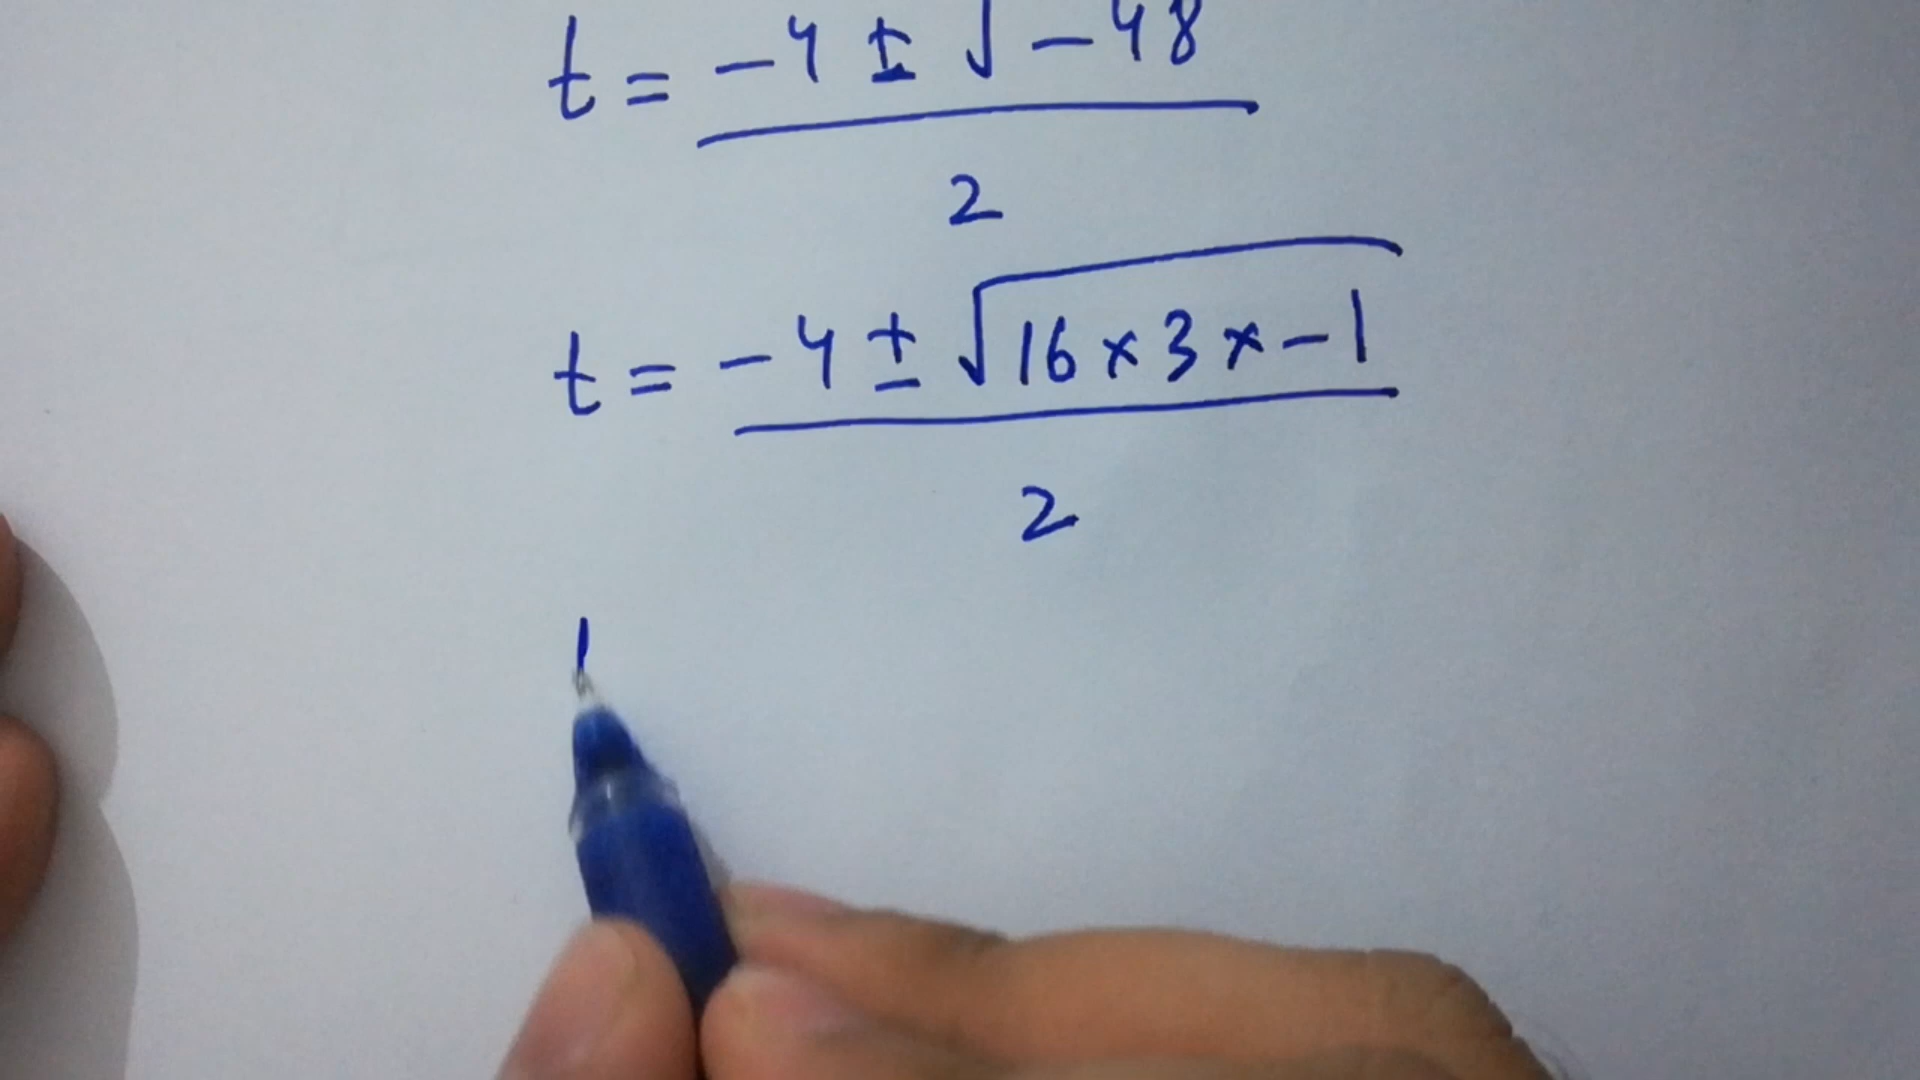 t = -4 ± √-48
2
t = -4 ± √16×3×-1
2